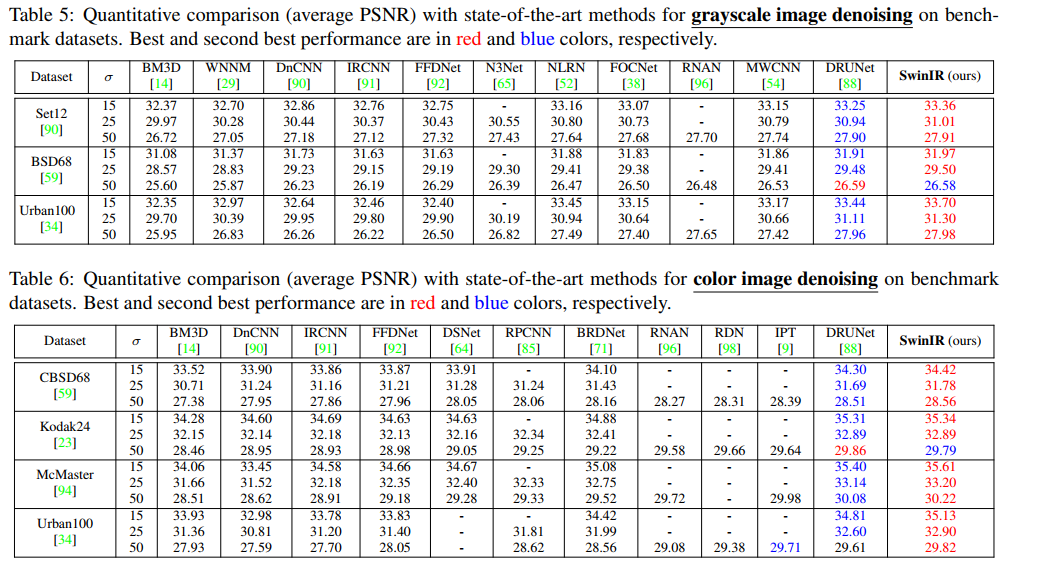 Table 5: Quantitative comparison (average PSNR) with state-of-the-art methods for grayscale image denoising on bench-
mark datasets. Best and second best performance are in red and blue colors, respectively.
Dataset σ BM3D [14] WNNM [29] DnCNN [90] IRCNN [91] FFDNet [92] N3Net [65] NLRN [52] FOCNet [38] RNAN [96] MWCNN [54] DRUNet [88] SwinIR (ours)
Set12 [90]
15 32.37 32.70 32.86 32.76 32.75 - 33.16 33.07 - 33.15 33.25 33.36
25 29.97 30.28 30.44 30.37 30.43 30.55 30.80 30.73 - 30.79 30.94 31.01
50 26.72 27.05 27.18 27.12 27.32 27.43 27.64 27.68 27.70 27.74 27.90 27.91
BSD68 [59]
15 31.08 31.37 31.73 31.63 31.63 - 31.88 31.83 - 31.86 31.91 31.97
25 28.57 28.83 29.23 29.15 29.19 29.30 29.41 29.38 - 29.41 29.48 29.50
50 25.60 25.87 26.23 26.19 26.29 26.39 26.47 26.50 26.48 26.53 26.59 26.58
Urban100 [34]
15 32.35 32.97 32.64 32.46 32.40 - 33.45 33.15 - 33.17 33.44 33.70
25 29.70 30.39 29.95 29.80 29.90 30.19 30.94 30.64 - 30.66 31.11 31.30
50 25.95 26.83 26.26 26.22 26.50 26.82 27.49 27.40 27.65 27.42 27.96 27.98
Table 6: Quantitative comparison (average PSNR) with state-of-the-art methods for color image denoising on benchmark
datasets. Best and second best performance are in red and blue colors, respectively.
Dataset σ BM3D [14] DnCNN [90] IRCNN [91] FFDNet [92] DSNet [64] RPCNN [85] BRDNet [71] RNAN [96] RDN [98] IPT [9] DRUNet [88] SwinIR (ours)
CBSD68 [59]
15 33.52 33.90 33.86 33.87 33.91 - 34.10 - - - 34.30 34.42
25 30.71 31.24 31.16 31.21 31.28 31.24 31.43 - - - 31.69 31.78
50 27.38 27.95 27.86 27.96 28.05 28.06 28.16 28.27 28.31 28.39 28.51 28.56
Kodak24 [23]
15 34.28 34.60 34.69 34.63 34.63 - 34.88 - - - 35.31 35.34
25 32.15 32.14 32.18 32.13 32.16 32.34 32.41 - - - 32.89 32.89
50 28.46 28.95 28.93 28.98 29.05 29.25 29.22 29.58 29.66 29.64 29.86 29.79
McMaster [94]
15 34.06 33.45 34.58 34.66 34.67 - 35.08 - - - 35.40 35.61
25 31.66 31.52 32.18 32.35 32.40 32.33 32.75 - - - 33.14 33.20
50 28.51 28.62 28.91 29.18 29.28 29.33 29.52 29.72 - 29.98 30.08 30.22
Urban100 [34]
15 33.93 32.98 33.78 33.83 - - 34.42 - - - 34.81 35.13
25 31.36 30.81 31.20 31.40 - 31.81 31.99 - - - 32.60 32.90
50 27.93 27.59 27.70 28.05 - 28.62 28.56 29.08 29.38 29.71 29.61 29.82